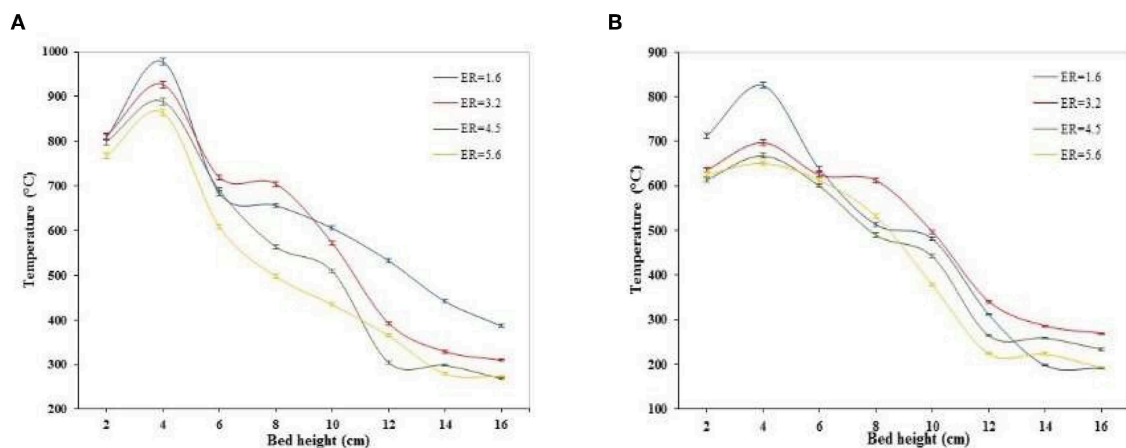 A
1000
900
800
700
600
500
400
300
200
Temperature (°C)
2 4 6 8 10 12 14 16
Bed height (cm)
ER=1.6
ER=3.2
ER=4.5
ER=5.6
B
900
800
700
600
500
400
300
200
100
Temperature (°C)
2 4 6 8 10 12 14 16
Bed height (cm)
ER=1.6
ER=3.2
ER=4.5
ER=5.6